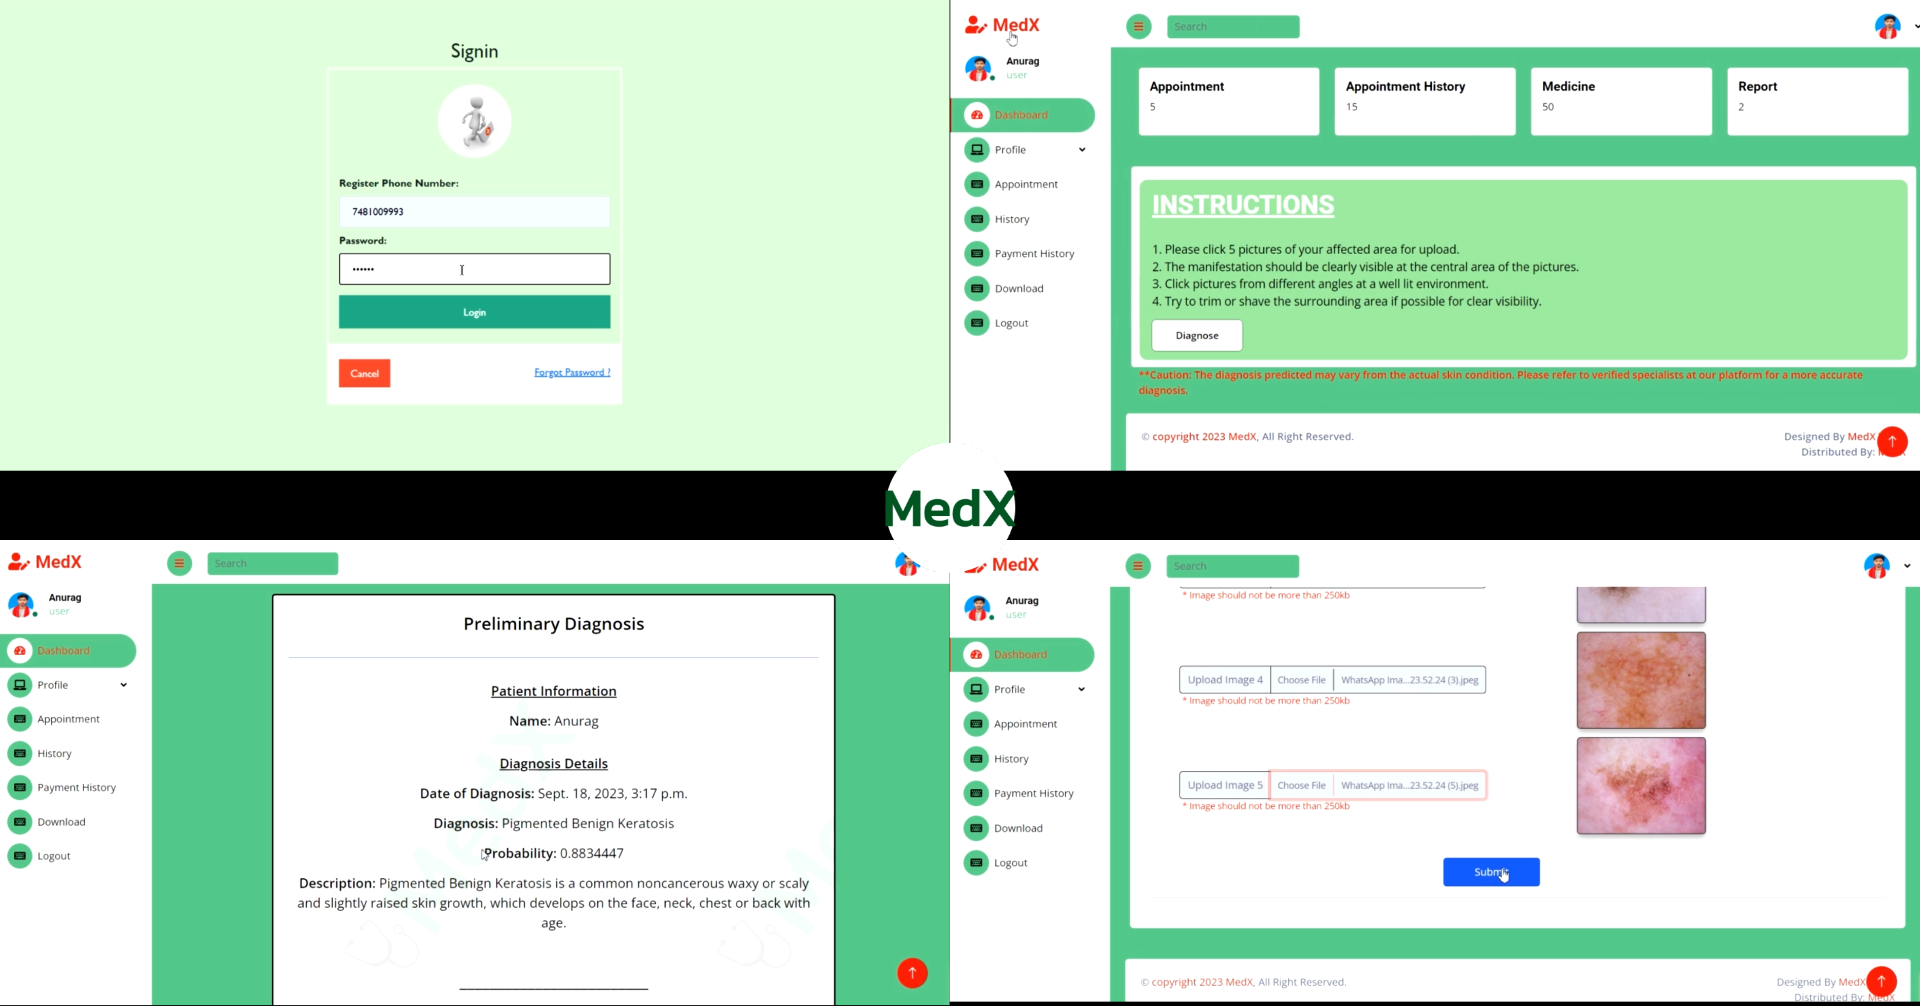 Signin
Register Phone Number:
7481009993
Password:
••••••
Login
Cancel
Forgot Password ?
MedX
Search
Anurag
user
Dashboard
Profile
Appointment
History
Payment History
Download
Logout
Appointment
5
Appointment History
15
Medicine
50
Report
2
INSTRUCTIONS
1. Please click 5 pictures of your affected area for upload.
2. The manifestation should be clearly visible at the central area of the pictures.
3. Click pictures from different angles at a well lit environment.
4. Try to trim or shave the surrounding area if possible for clear visibility.
Diagnose
**Caution: The diagnosis predicted may vary from the actual skin condition. Please refer to verified specialists at our platform for a more accurate
diagnosis.
© copyright 2023 MedX, All Right Reserved.
Designed By MedX
Distributed By:
MedX
MedX
Search
Anurag
user
Dashboard
Profile
Appointment
History
Payment History
Download
Logout
Preliminary Diagnosis
Patient Information
Name: Anurag
Diagnosis Details
Date of Diagnosis: Sept. 18, 2023, 3:17 p.m.
Diagnosis: Pigmented Benign Keratosis
Probability: 0.8834447
Description: Pigmented Benign Keratosis is a common noncancerous waxy or scaly
and slightly raised skin growth, which develops on the face, neck, chest or back with
age.
MedX
Search
Anurag
user
Dashboard
Profile
Appointment
History
Payment History
Download
Logout
* Image should not be more than 250kb
Upload Image 4 Choose File WhatsApp Ima...23.52.24 (3).jpeg
* Image should not be more than 250kb
Upload Image 5 Choose File WhatsApp Ima...23.52.24 (5).jpeg
* Image should not be more than 250kb
Submit
© copyright 2023 MedX, All Right Reserved.
Designed By MedX
Distributed By: MedX